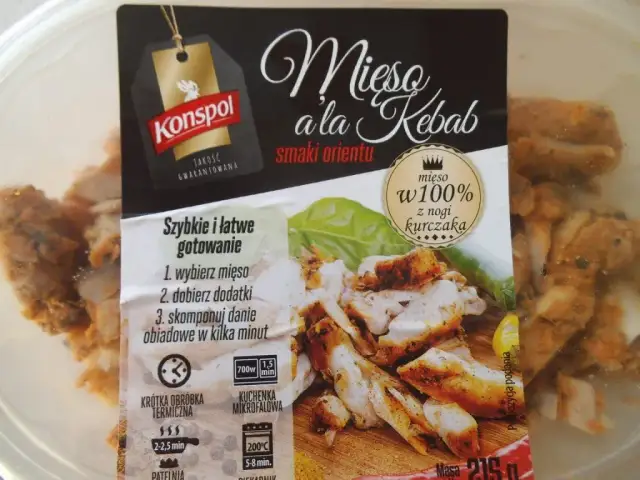 Konspol
JAKOŚĆ
GWARANTOWANA
Mięso
a'la Kebab
smaki orientu
mięso
w100%
z nogi
kurczaka
Szybkie i łatwe
gotowanie
1. wybierz mięso
2. dobierz dodatki
3. skomponuj danie
obiadowe w kilka minut
KRÓTKA OBRÓBKA
TERMICZNA
700W 1,5 min
KUCHENKA
MIKROFALOWA
2-2,5 min
PATELNIA
200°C
5-8 min.
PIEKARNIK
Masa 215 g